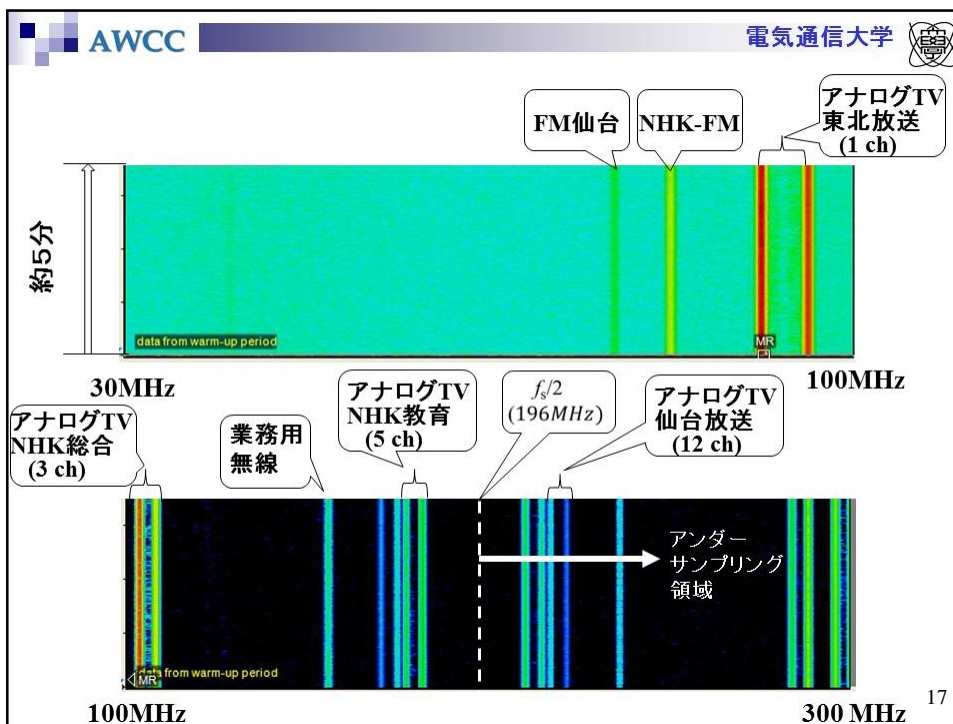 AWCC
電気通信大学
FM仙台
NHK-FM
アナログTV
東北放送
(1 ch)
約5分
data from warm-up period
MR
30MHz
100MHz
アナログTV
NHK総合
(3 ch)
業務用
無線
アナログTV
NHK教育
(5 ch)
fs/2
(196MHz)
アナログTV
仙台放送
(12 ch)
アンダー
サンプリング
領域
data from warm-up period
MR
100MHz
300 MHz
17